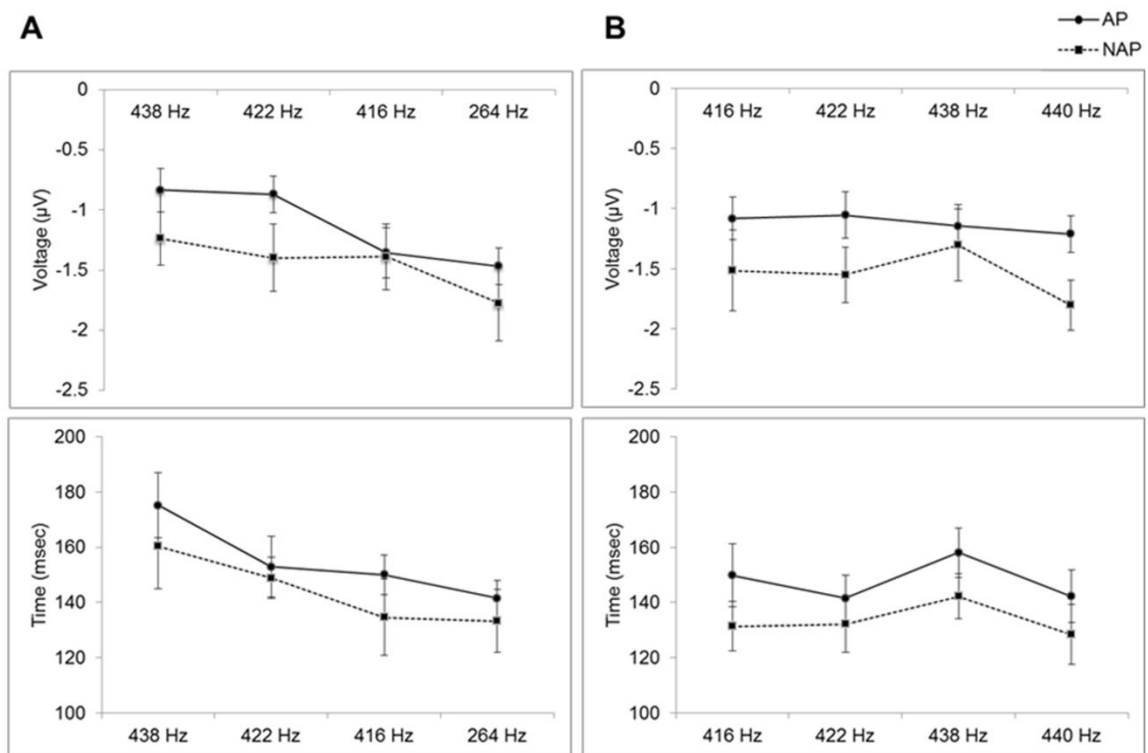 A
B
AP
NAP
0
-0.5
-1
-1.5
-2
-2.5
Voltage (µV)
438 Hz 422 Hz 416 Hz 264 Hz
0
-0.5
-1
-1.5
-2
-2.5
Voltage (µV)
416 Hz 422 Hz 438 Hz 440 Hz
200
180
160
140
120
100
Time (msec)
438 Hz 422 Hz 416 Hz 264 Hz
200
180
160
140
120
100
Time (msec)
416 Hz 422 Hz 438 Hz 440 Hz